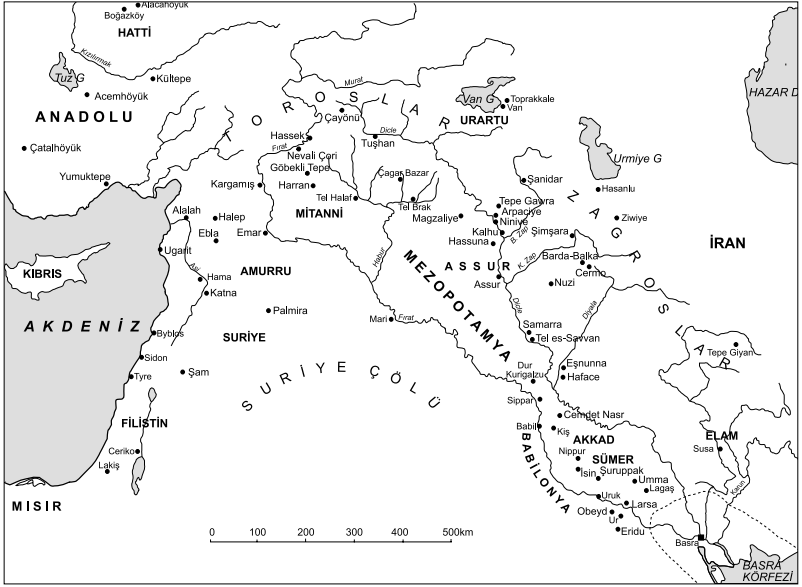 Alacahöyük
Boğazköy
HATTİ
Kızılırmak
Tuz G
Kültepe
Acemhöyük
ANADOLU
Çatalhöyük
Yumuktepe
TOROSLAR
Murat
Çayönü
Hassek
Dicle
Tuşhan
Fırat
Nevali Çori
Göbekli Tepe
Kargamış
Harran
MİTANNİ
Tel Halaf
Çagar Bazar
Tel Brak
Van G
Toprakkale
Van
URARTU
HAZAR D
Urmiye G
Şanidar
Hasanlu
ZAGROSLAR
Tepe Gavra
Arpaciye
Ninive
Magzaliye
Kalhu
B. Zap
Hassuna
Şimşara
Ziwiye
İRAN
Alalah
Halep
Ebla
Emar
Ugarit
Asi
Hama
Katna
AMURRU
Habur
MEZOPOTAMYA
ASSUR
K. Zap
Assur
Barda-Balka
Cermo
Nuzi
Dicle
Diyala
KIBRIS
AKDENİZ
Palmira
Mari
Fırat
Byblos
SURİYE
Samarra
Tel es-Savvan
Sidon
Tyre
Şam
SURİYE ÇÖLÜ
Dur
Kurigalzu
Eşnunna
Haface
Tepe Giyan
Sippar
FİLİSTİN
Cemdet Nasr
Babil
Kiş
BABİLONYA
AKKAD
SÜMER
ELAM
Susa
Ceriko
Lakiş
Nippur
İsin
Şuruppak
Umma
Lagaş
Karun
MISIR
Uruk
Larsa
Obeyd
Ur
Eridu
Basra
BASRA
KÖRFEZİ
0 100 200 300 400 500km